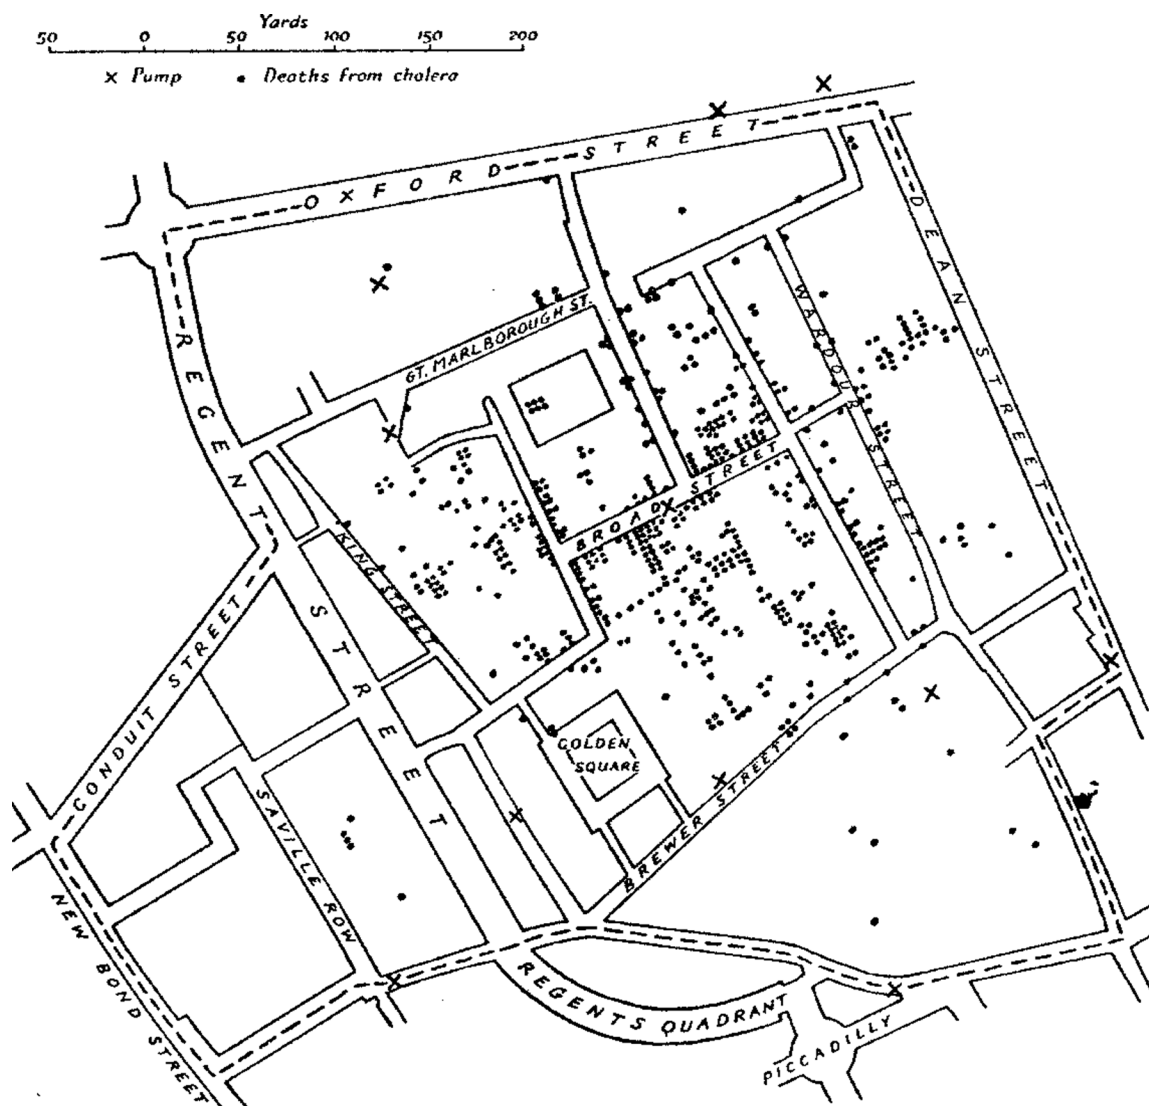 Yards
50 0 50 100 150 200
× Pump • Deaths from cholera
OXFORD STREET
REGENT STREET
GT. MARLBOROUGH ST.
WARDOUR STREET
DEAN STREET
KING STREET
BROAD STREET
CONDUIT STREET
GOLDEN
SQUARE
SAVILLE ROW
BREWER STREET
NEW BOND STREET
REGENTS QUADRANT
PICCADILLY